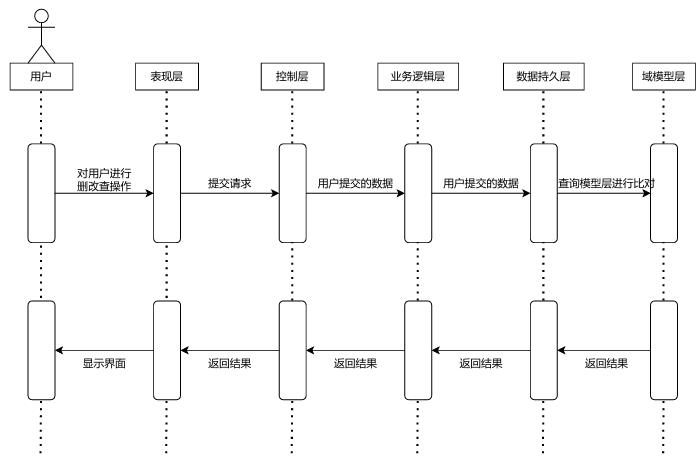 用户
表现层
控制层
业务逻辑层
数据持久层
域模型层
对用户进行
删改查操作
提交请求
用户提交的数据
用户提交的数据
查询模型层进行比对
显示界面
返回结果
返回结果
返回结果
返回结果